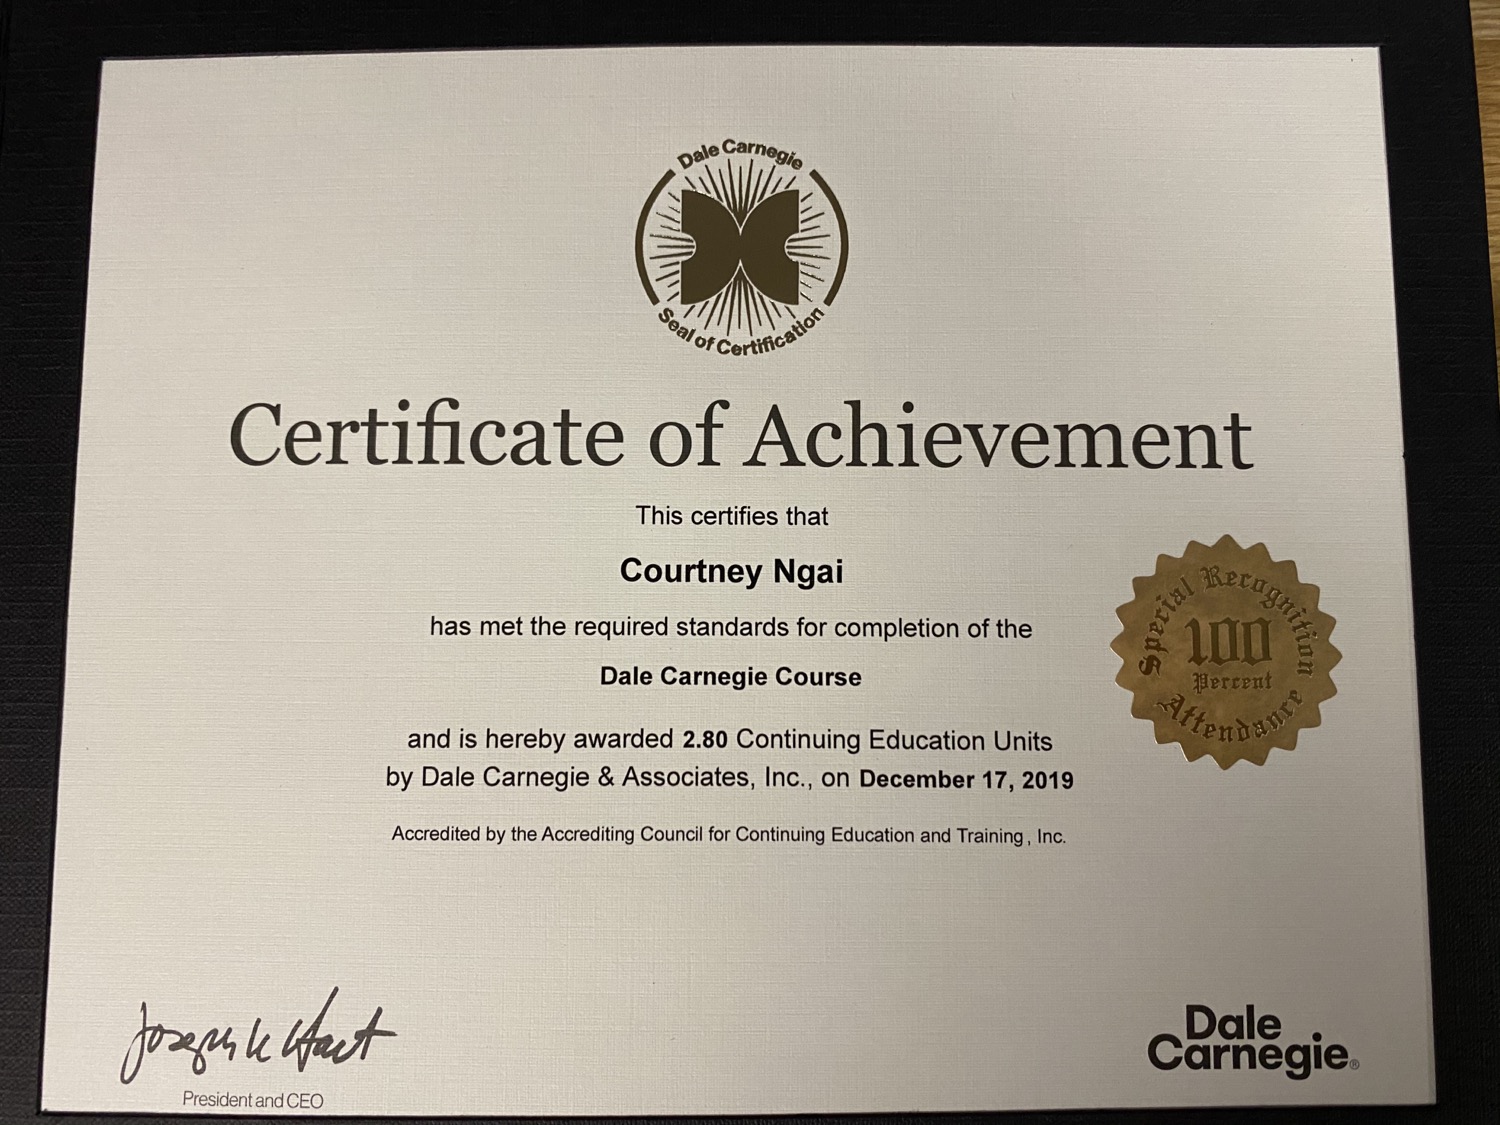 Dale Carnegie
Seal of Certification
Certificate of Achievement
This certifies that
Courtney Ngai
has met the required standards for completion of the
Dale Carnegie Course
and is hereby awarded 2.80 Continuing Education Units
by Dale Carnegie & Associates, Inc., on December 17, 2019
Accredited by the Accrediting Council for Continuing Education and Training, Inc.
Special Recognition
100
Percent
Attendance
Joseph K Hart
President and CEO
Dale
Carnegie®